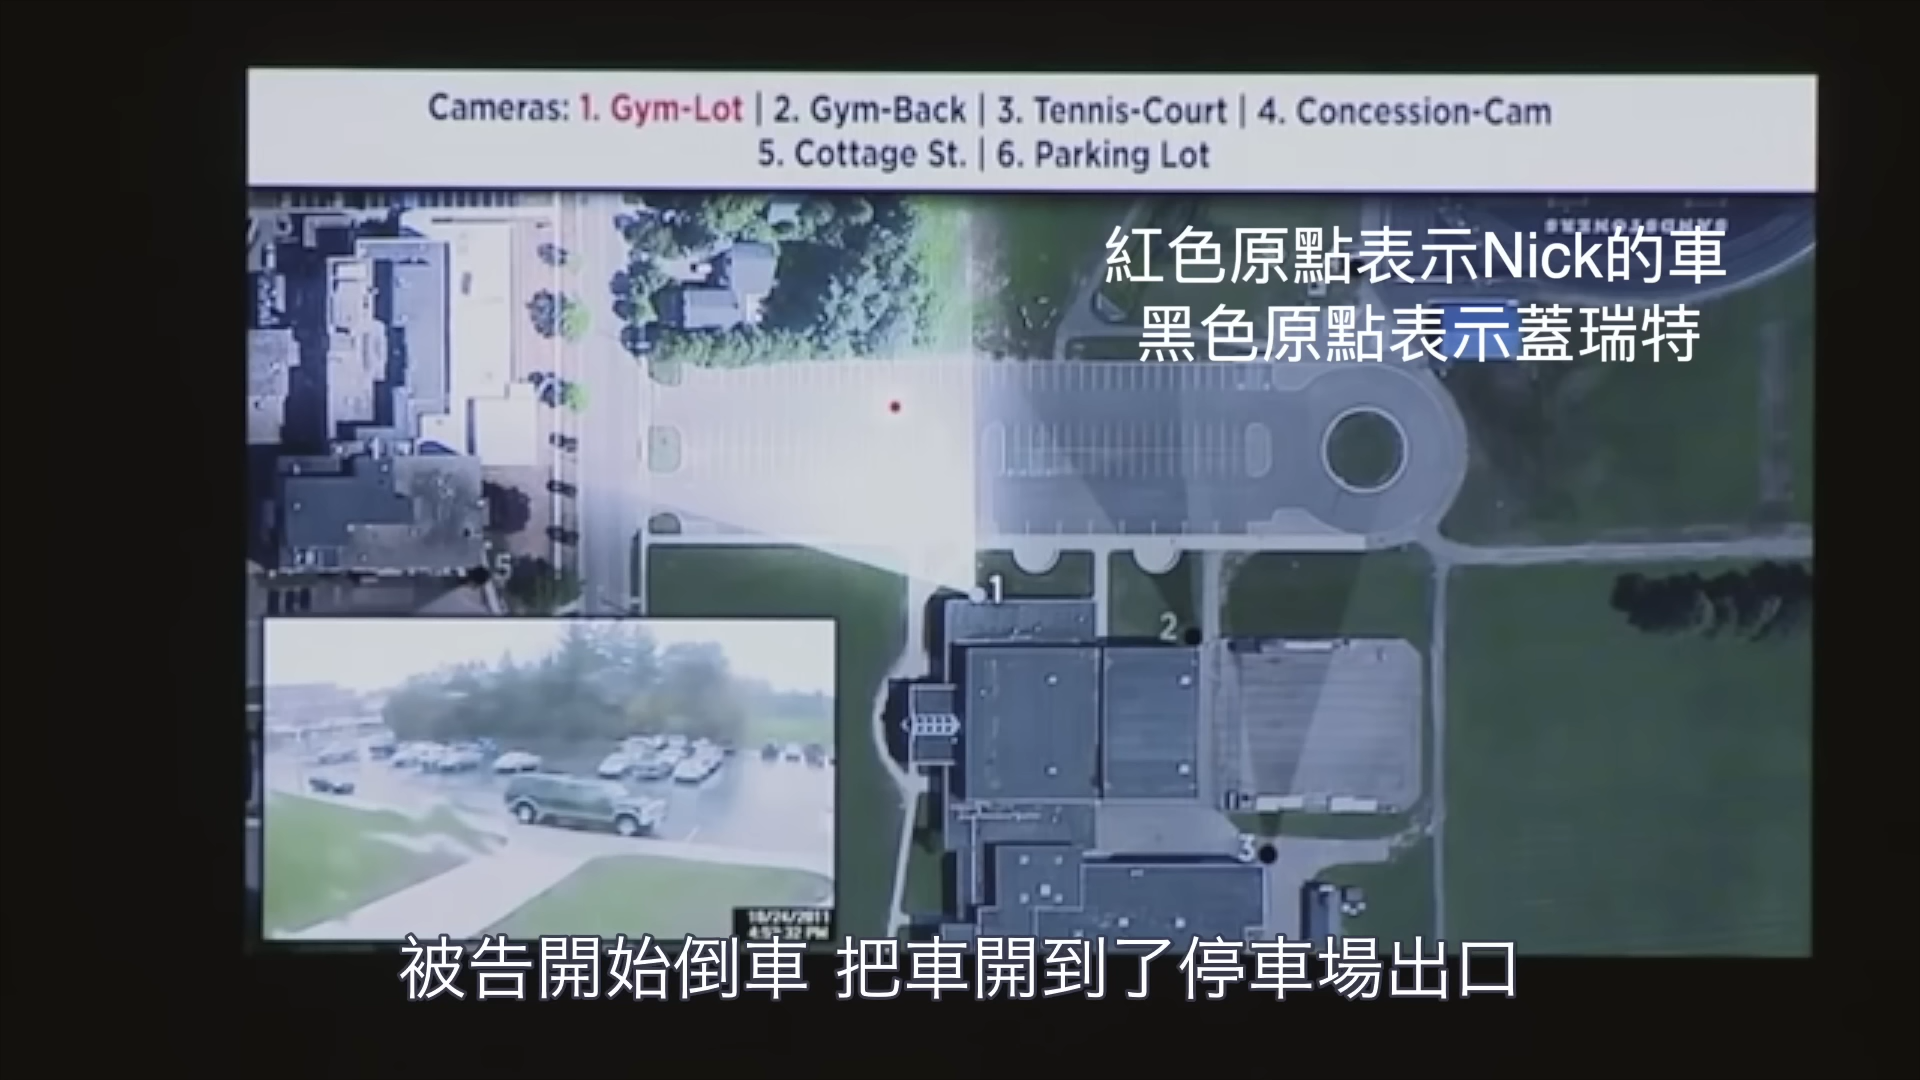 Cameras: 1. Gym-Lot | 2. Gym-Back | 3. Tennis-Court | 4. Concession-Cam
5. Cottage St. | 6. Parking Lot
SANDSTONERS
紅色原點表示Nick的車
黑色原點表示蓋瑞特
5
1
2
3
10/24/2011
PM
被告開始倒車 把車開到了停車場出口